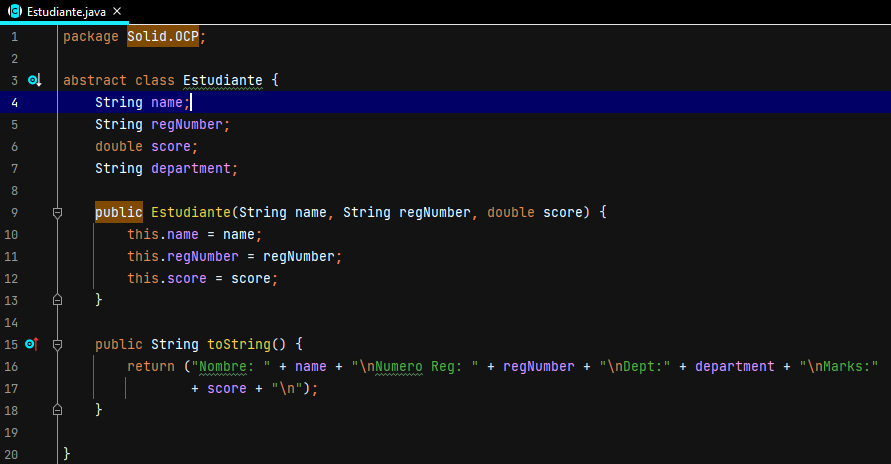 Estudiante.java
1 package Solid.OCP;
2
3 abstract class Estudiante {
4 String name;
5 String regNumber;
6 double score;
7 String department;
8
9 public Estudiante(String name, String regNumber, double score) {
10 this.name = name;
11 this.regNumber = regNumber;
12 this.score = score;
13 }
14
15 public String toString() {
16 return ("Nombre: " + name + "\nNumero Reg: " + regNumber + "\nDept:" + department + "\nMarks:"
17 + score + "\n");
18 }
19
20 }